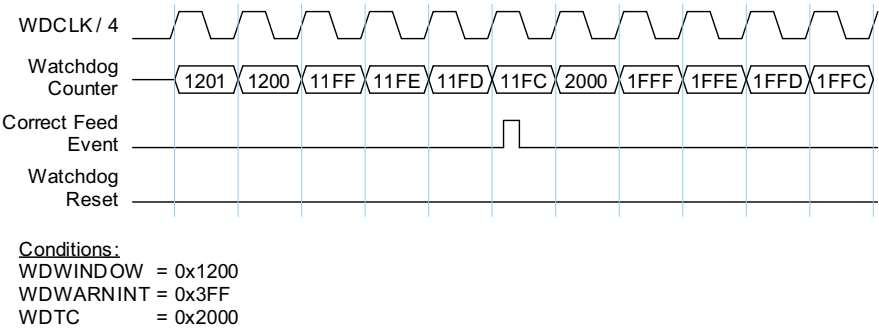 WDCLK / 4
Watchdog
Counter
1201 1200 11FF 11FE 11FD 11FC 2000 1FFF 1FFE 1FFD 1FFC
Correct Feed
Event
Watchdog
Reset
Conditions:
WDWINDOW = 0x1200
WDWARNINT = 0x3FF
WDTC = 0x2000